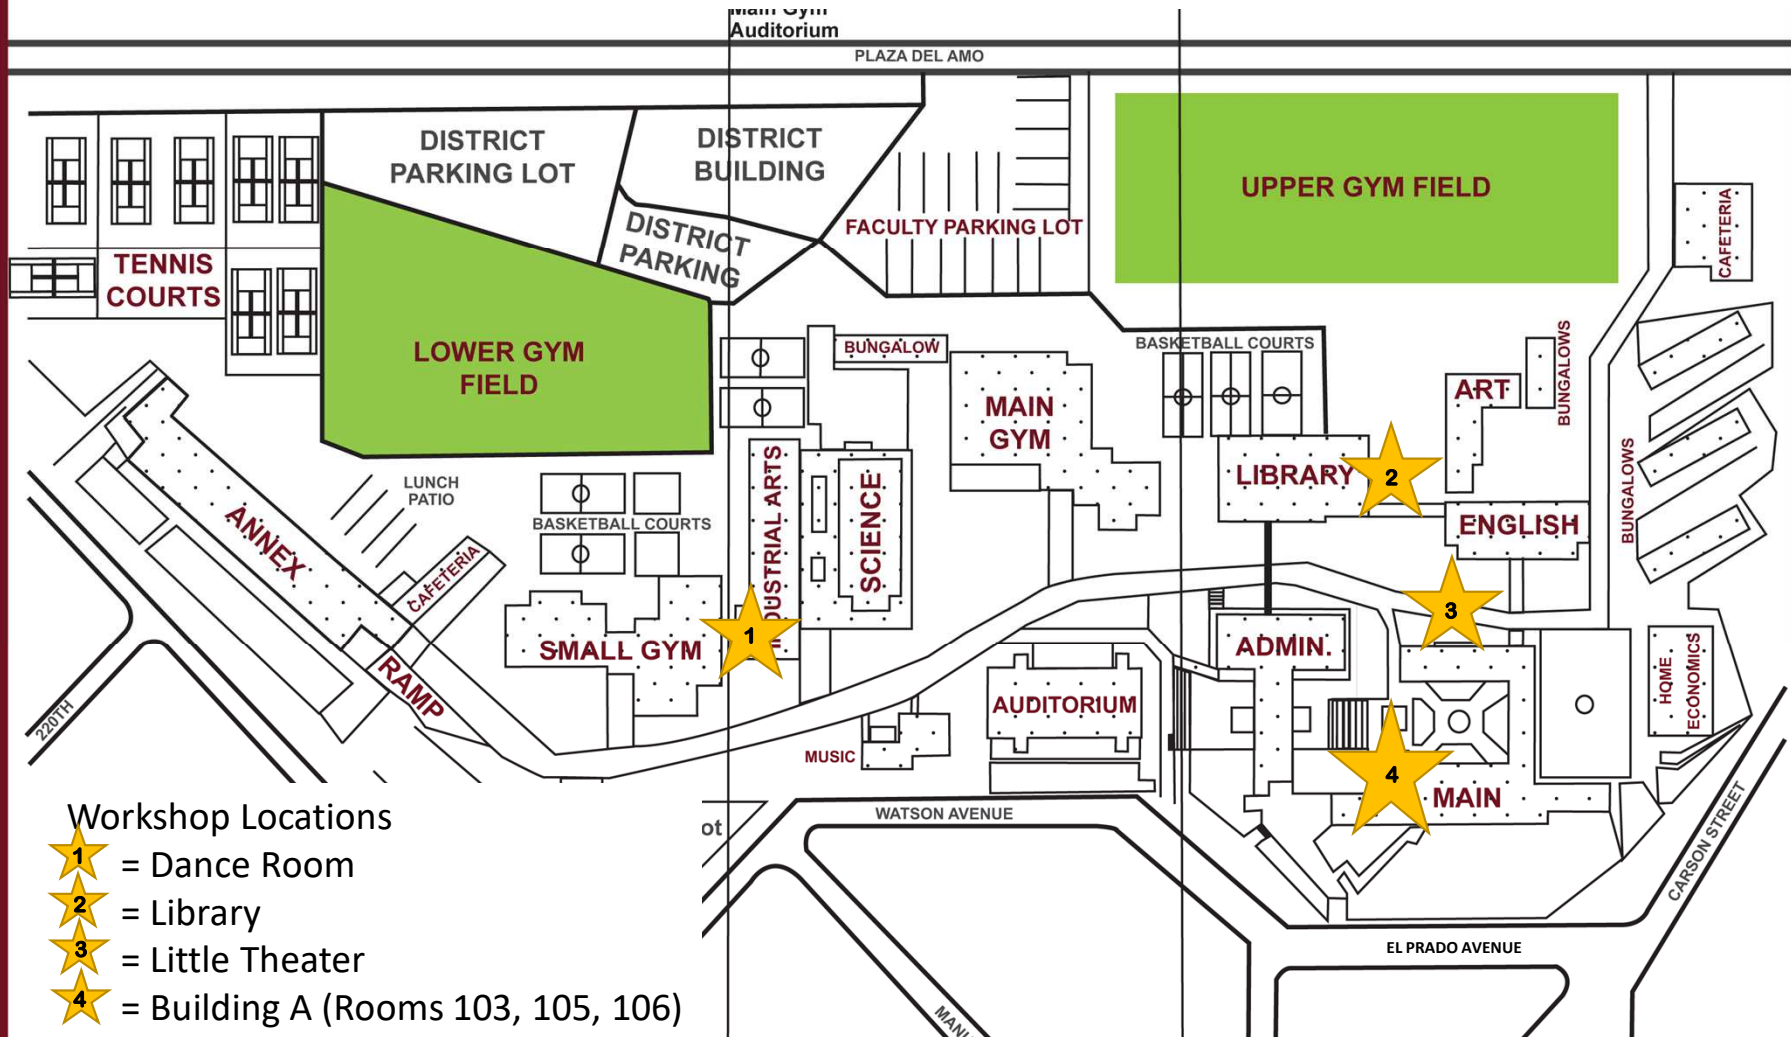 Main Gym
Auditorium
PLAZA DEL AMO
DISTRICT
PARKING LOT
DISTRICT
BUILDING
DISTRICT
PARKING
FACULTY PARKING LOT
UPPER GYM FIELD
CAFETERIA
TENNIS
COURTS
LOWER GYM
FIELD
BUNGALOW
MAIN
GYM
BASKETBALL COURTS
ART
BUNGALOWS
BUNGALOWS
LIBRARY
2
ENGLISH
LUNCH
PATIO
ANNEX
CAFETERIA
RAMP
BASKETBALL COURTS
INDUSTRIAL ARTS
SCIENCE
SMALL GYM
1
3
ADMIN.
AUDITORIUM
MUSIC
HOME
ECONOMICS
4
MAIN
220TH
WATSON AVENUE
CARSON STREET
EL PRADO AVENUE
ot
Workshop Locations
1 = Dance Room
2 = Library
3 = Little Theater
4 = Building A (Rooms 103, 105, 106)